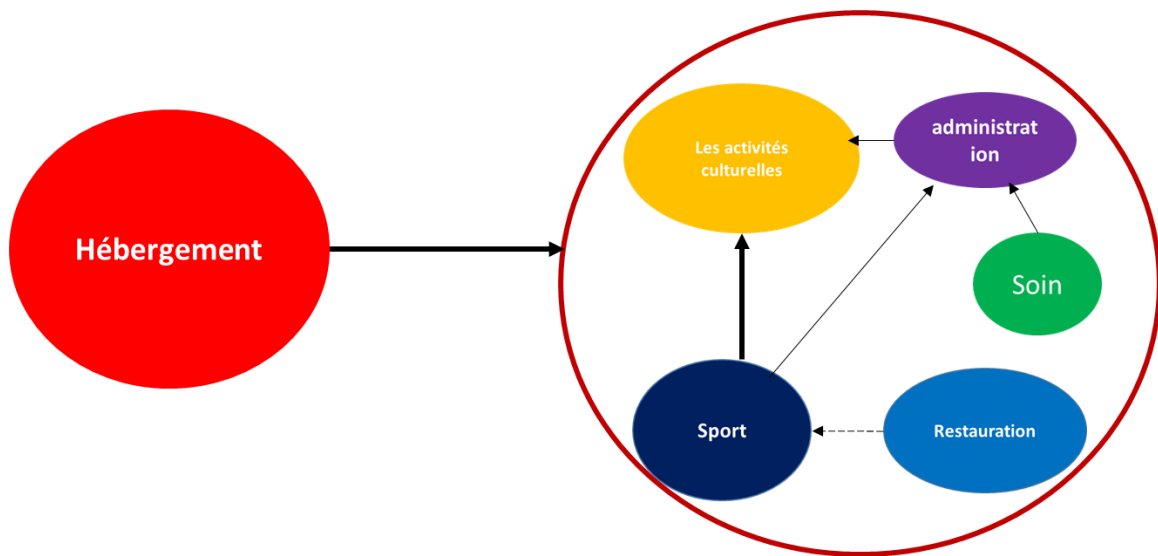 Hébergement
Les activités
culturelles
administrat
ion
Soin
Sport
Restauration